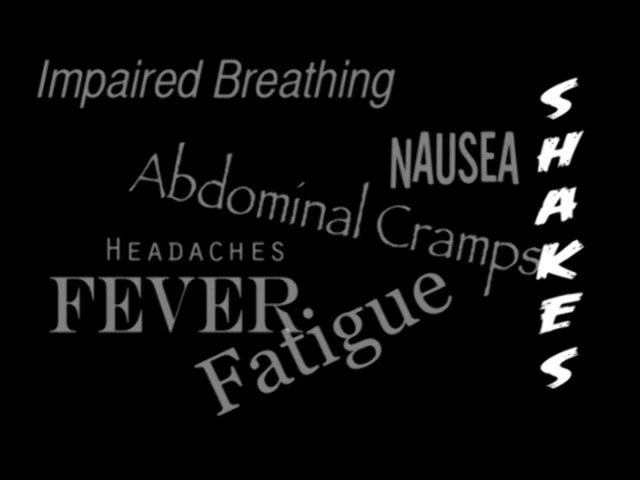 Impaired Breathing
NAUSEA
Abdominal Cramps
HEADACHES
FEVER
Fatigue
SHAKES